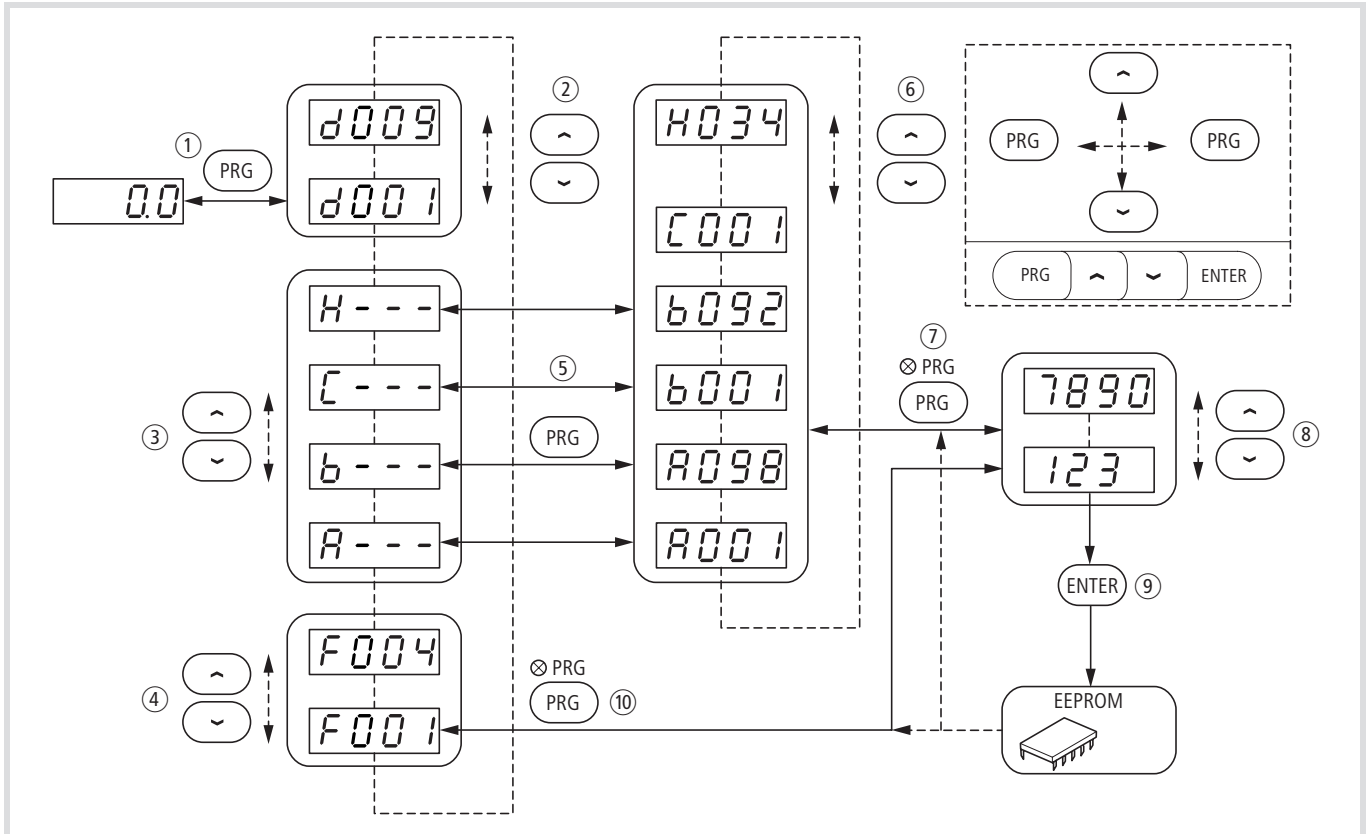 ①
PRG
0.0
d009
d001
②
H---
C---
b---
A---
③
F004
F001
④
⑤
PRG
H034
C001
b092
b001
A098
A001
⑥
PRG
PRG
PRG
ENTER
⑦
⊗ PRG
PRG
7890
123
⑧
ENTER
⑨
EEPROM
⊗ PRG
PRG
⑩